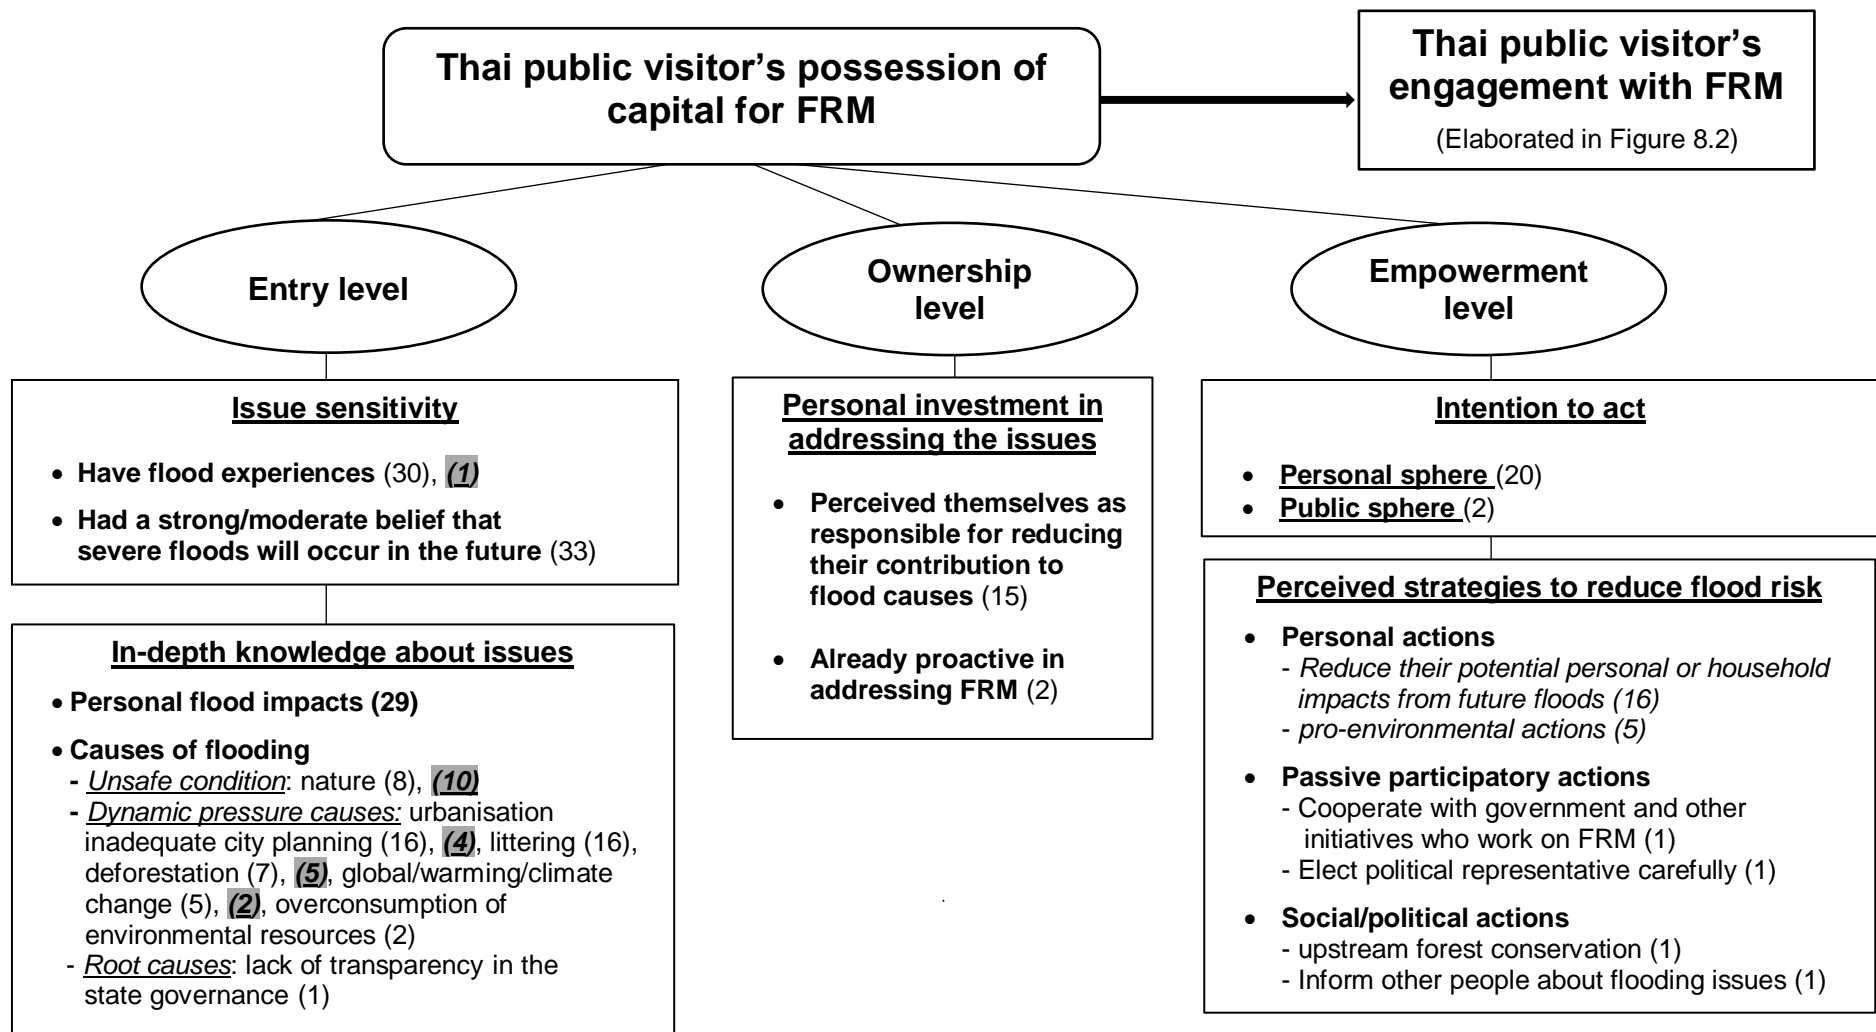 Thai public visitor’s possession of
capital for FRM
Thai public visitor’s
engagement with FRM
(Elaborated in Figure 8.2)
Entry level
Ownership
level
Empowerment
level
Issue sensitivity
• Have flood experiences (30), (1)
• Had a strong/moderate belief that
severe floods will occur in the future (33)
In-depth knowledge about issues
• Personal flood impacts (29)
• Causes of flooding
- Unsafe condition: nature (8), (10)
- Dynamic pressure causes: urbanisation
inadequate city planning (16), (4), littering (16),
deforestation (7), (5), global/warming/climate
change (5), (2), overconsumption of
environmental resources (2)
- Root causes: lack of transparency in the
state governance (1)
Personal investment in
addressing the issues
• Perceived themselves as
responsible for reducing
their contribution to
flood causes (15)
• Already proactive in
addressing FRM (2)
Intention to act
• Personal sphere (20)
• Public sphere (2)
Perceived strategies to reduce flood risk
• Personal actions
- Reduce their potential personal or household
impacts from future floods (16)
- pro-environmental actions (5)
• Passive participatory actions
- Cooperate with government and other
initiatives who work on FRM (1)
- Elect political representative carefully (1)
• Social/political actions
- upstream forest conservation (1)
- Inform other people about flooding issues (1)